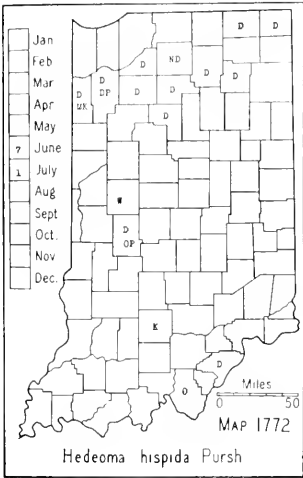 Jan
Feb
Mar
Apr
May
7 June
1 July
Aug
Sept
Oct.
Nov
Dec.
D D
D ND D D
D D DP D D
MK D
W
D
OP
K
D
Miles
0 50
MAP 1772
Hedeoma hispida Pursh